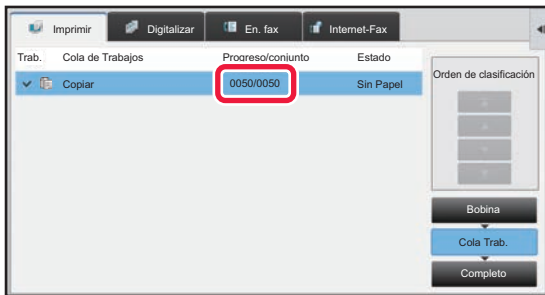 Imprimir Digitalizar En. fax Internet-Fax
Trab. Cola de Trabajos Progreso/conjunto Estado
Orden de clasificación
Copiar 0050/0050 Sin Papel
Bobina
Cola Trab.
Completo